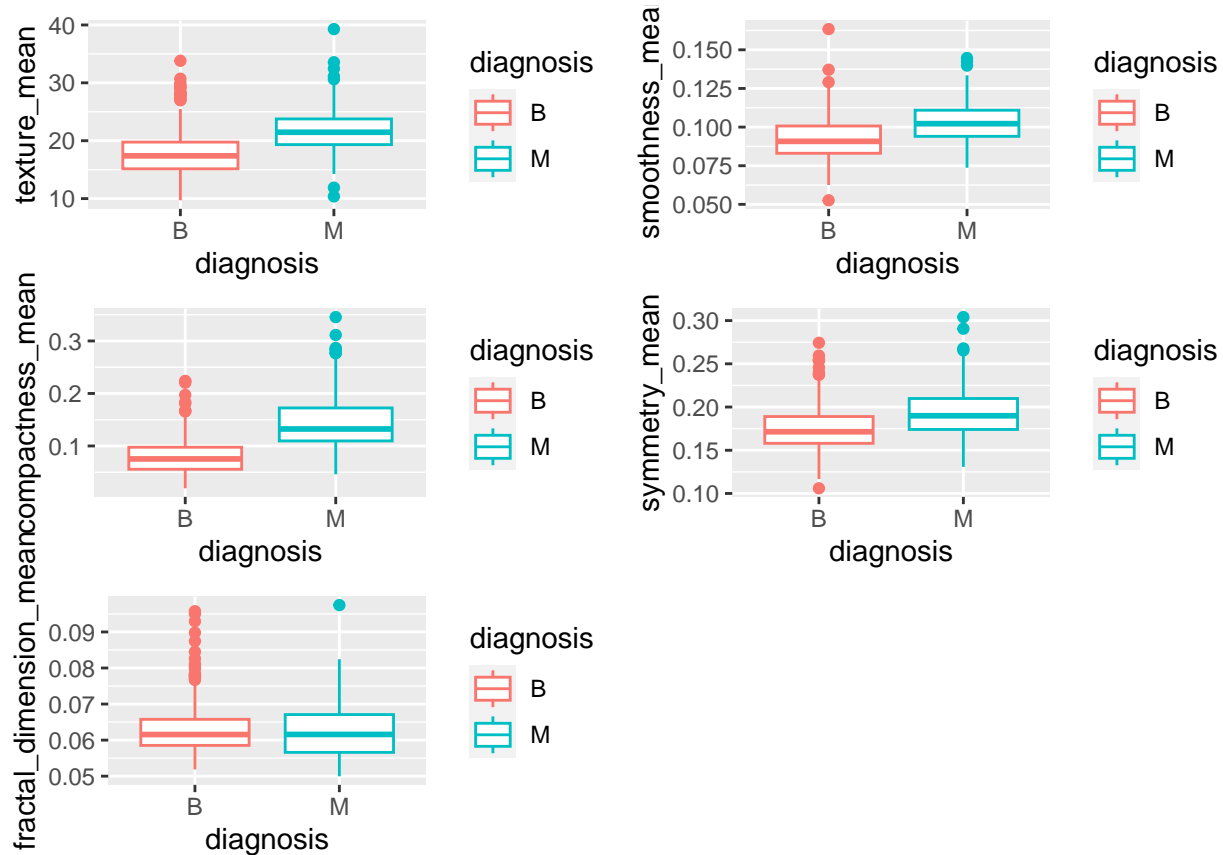 texture_mean
40
30
20
10
B
M
diagnosis
diagnosis
B
M
smoothness_mea
0.150
0.125
0.100
0.075
0.050
B
M
diagnosis
diagnosis
B
M
compactness_mean
0.3
0.2
0.1
B
M
diagnosis
diagnosis
B
M
symmetry_mean
0.30
0.25
0.20
0.15
0.10
B
M
diagnosis
diagnosis
B
M
fractal_dimension_mean
0.09
0.08
0.07
0.06
0.05
B
M
diagnosis
diagnosis
B
M